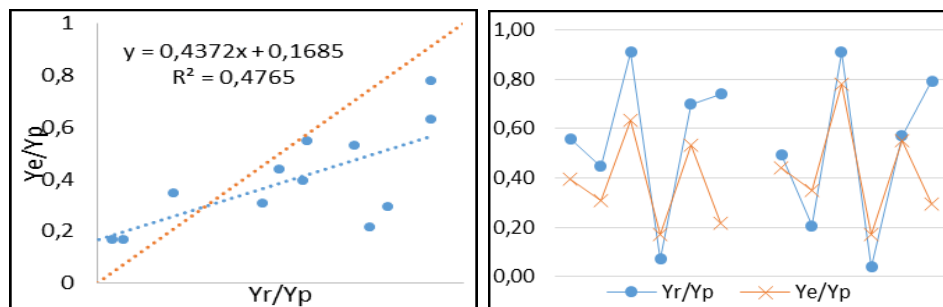 1
0,8
0,6
0,4
0,2
0
Ye/Yp
y = 0,4372x + 0,1685
R² = 0,4765
Yr/Yp
1,00
0,80
0,60
0,40
0,20
0,00
Yr/Yp Ye/Yp